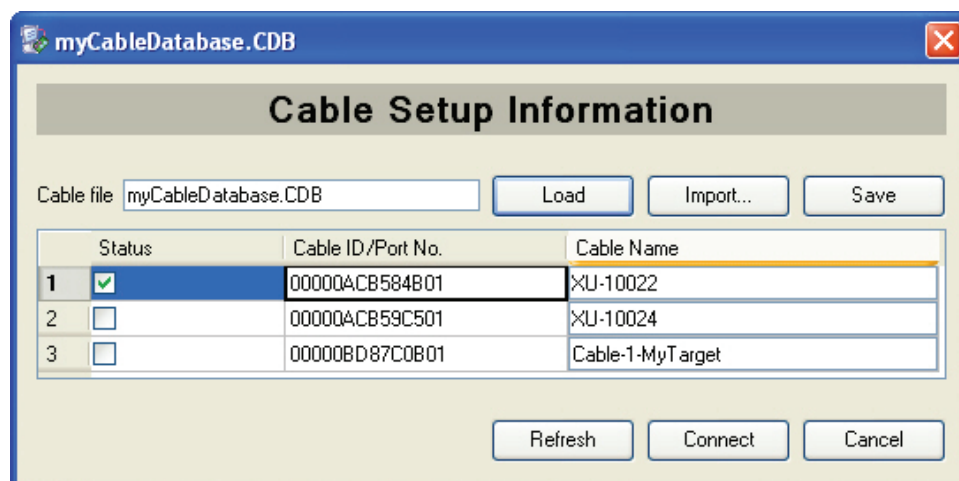 myCableDatabase.CDB
Cable Setup Information
Cable file myCableDatabase.CDB Load Import... Save
Status Cable ID/Port No. Cable Name
1 00000ACB584B01 XU-10022
2 00000ACB59C501 XU-10024
3 00000BD87C0B01 Cable-1-MyTarget
Refresh Connect Cancel